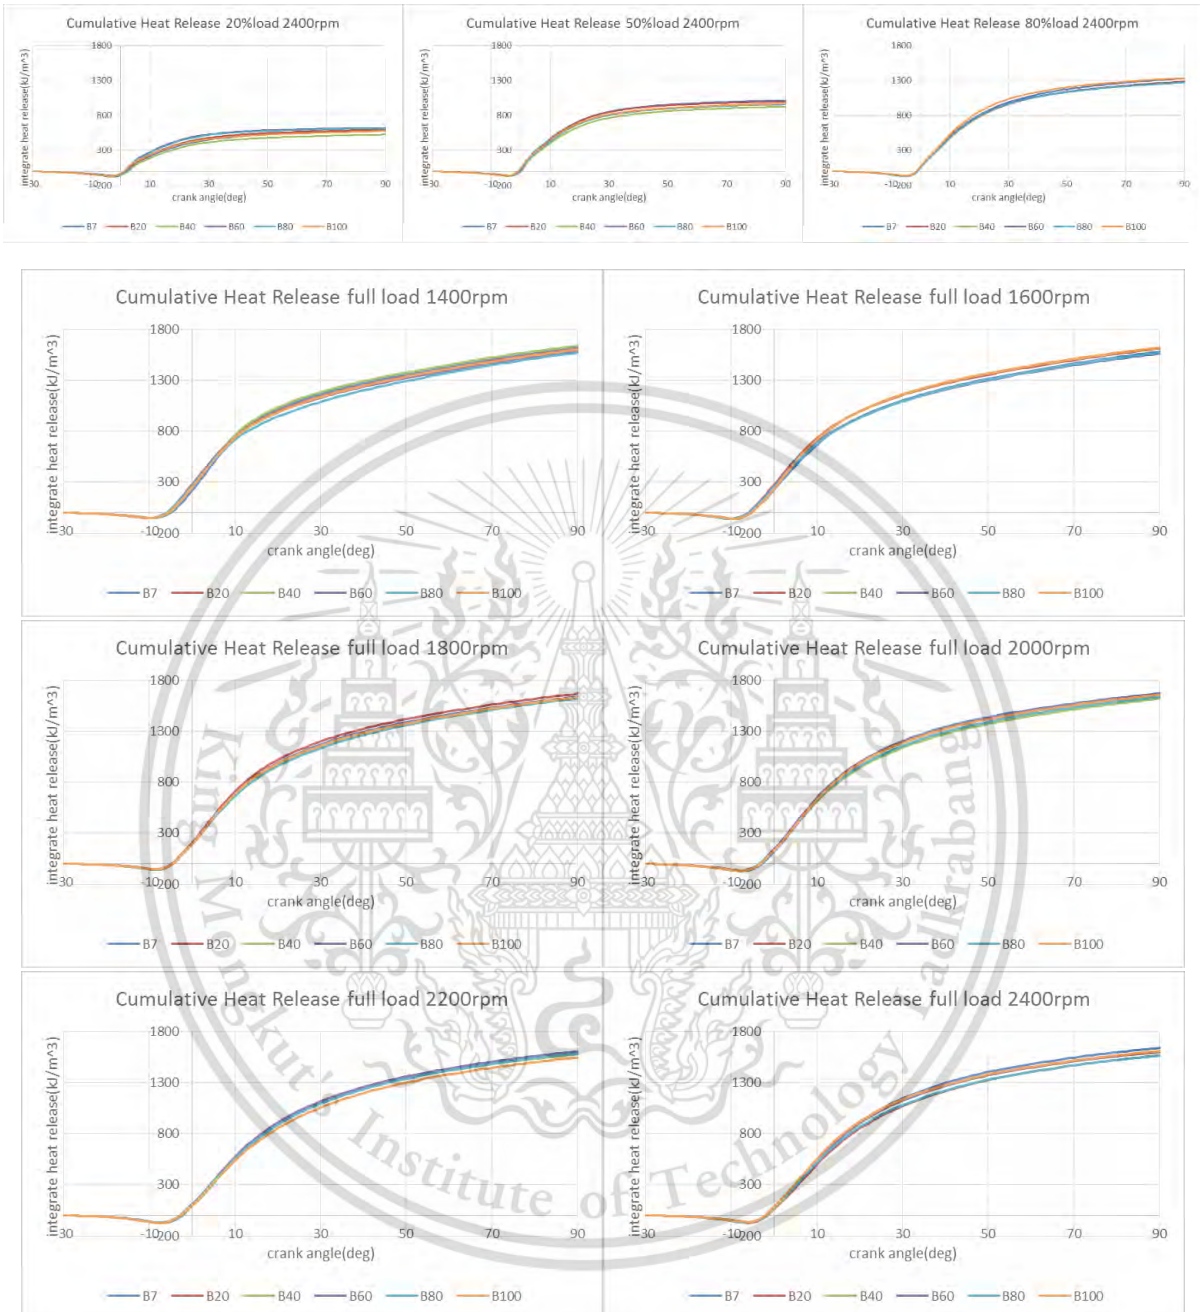 Cumulative Heat Release 20%load 2400rpm
integrate heat release(kJ/m^3)
1800
1300
800
300
-200
-30 10 30 50 70 90
crank angle(deg)
B7 B20 B40 B60 B80 B100
Cumulative Heat Release 50%load 2400rpm
integrate heat release(kJ/m^3)
1800
1300
800
300
-200
-30 10 30 50 70 90
crank angle(deg)
B7 B20 B40 B60 B80 B100
Cumulative Heat Release 80%load 2400rpm
integrate heat release(kJ/m^3)
1800
1300
800
300
-200
-30 10 30 50 70 90
crank angle(deg)
B7 B20 B40 B60 B80 B100
Cumulative Heat Release full load 1400rpm
integrate heat release(kJ/m^3)
1800
1300
800
300
-200
-30 -10 10 30 50 70 90
crank angle(deg)
B7 B20 B40 B60 B80 B100
Cumulative Heat Release full load 1600rpm
integrate heat release(kJ/m^3)
1800
1300
800
300
-200
-30 -10 10 30 50 70 90
crank angle(deg)
B7 B20 B40 B60 B80 B100
Cumulative Heat Release full load 1800rpm
integrate heat release(kJ/m^3)
1800
1300
800
300
-200
-30 -10 10 30 50 70 90
crank angle(deg)
B7 B20 B40 B60 B80 B100
Cumulative Heat Release full load 2000rpm
integrate heat release(kJ/m^3)
1800
1300
800
300
-200
-30 -10 10 30 50 70 90
crank angle(deg)
B7 B20 B40 B60 B80 B100
Cumulative Heat Release full load 2200rpm
integrate heat release(kJ/m^3)
1800
1300
800
300
-200
-30 -10 10 30 50 70 90
crank angle(deg)
B7 B20 B40 B60 B80 B100
Cumulative Heat Release full load 2400rpm
integrate heat release(kJ/m^3)
1800
1300
800
300
-200
-30 -10 10 30 50 70 90
crank angle(deg)
B7 B20 B40 B60 B80 B100
King Mongkut's Institute of Technology Ladkrabang